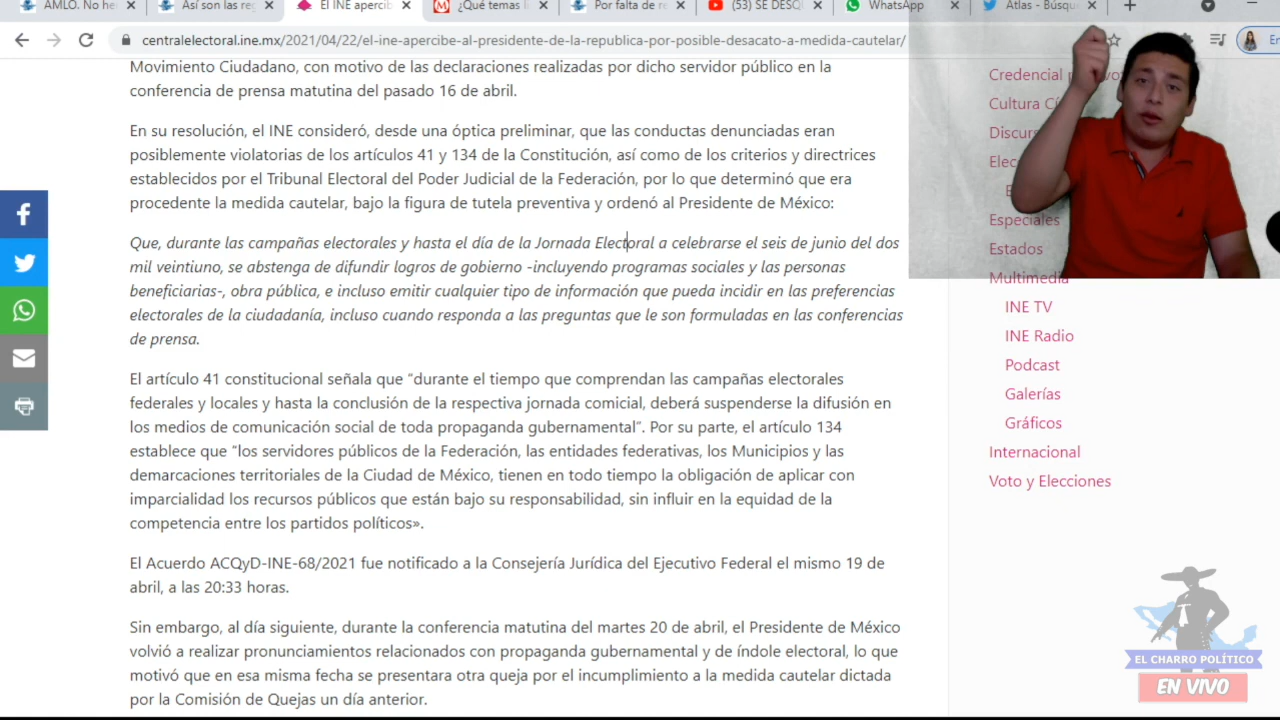 AMLO. No he
Así son las reg
El INE apercib
¿Qué temas l
Por falta de re
(53) SE DESQ
WhatsApp
Atlas - Búsqu
centralelectoral.ine.mx/2021/04/22/el-ine-apercibe-al-presidente-de-la-republica-por-posible-desacato-a-medida-cautelar/
Movimiento Ciudadano, con motivo de las declaraciones realizadas por dicho servidor público en la
conferencia de prensa matutina del pasado 16 de abril.
En su resolución, el INE consideró, desde una óptica preliminar, que las conductas denunciadas eran
posiblemente violatorias de los artículos 41 y 134 de la Constitución, así como de los criterios y directrices
establecidos por el Tribunal Electoral del Poder Judicial de la Federación, por lo que determinó que era
procedente la medida cautelar, bajo la figura de tutela preventiva y ordenó al Presidente de México:
Que, durante las campañas electorales y hasta el día de la Jornada Electoral a celebrarse el seis de junio del dos
mil veintiuno, se abstenga de difundir logros de gobierno -incluyendo programas sociales y las personas
beneficiarias-, obra pública, e incluso emitir cualquier tipo de información que pueda incidir en las preferencias
electorales de la ciudadanía, incluso cuando responda a las preguntas que le son formuladas en las conferencias
de prensa.
El artículo 41 constitucional señala que “durante el tiempo que comprendan las campañas electorales
federales y locales y hasta la conclusión de la respectiva jornada comicial, deberá suspenderse la difusión en
los medios de comunicación social de toda propaganda gubernamental”. Por su parte, el artículo 134
establece que “los servidores públicos de la Federación, las entidades federativas, los Municipios y las
demarcaciones territoriales de la Ciudad de México, tienen en todo tiempo la obligación de aplicar con
imparcialidad los recursos públicos que están bajo su responsabilidad, sin influir en la equidad de la
competencia entre los partidos políticos».
El Acuerdo ACQyD-INE-68/2021 fue notificado a la Consejería Jurídica del Ejecutivo Federal el mismo 19 de
abril, a las 20:33 horas.
Sin embargo, al día siguiente, durante la conferencia matutina del martes 20 de abril, el Presidente de México
volvió a realizar pronunciamientos relacionados con propaganda gubernamental y de índole electoral, lo que
motivó que en esa misma fecha se presentara otra queja por el incumplimiento a la medida cautelar dictada
por la Comisión de Quejas un día anterior.
Credencial
Cultura
Especiales
Estados
Multimedia
INE TV
INE Radio
Podcast
Galerías
Gráficos
Internacional
Voto y Elecciones
EL CHARRO POLÍTICO
EN VIVO